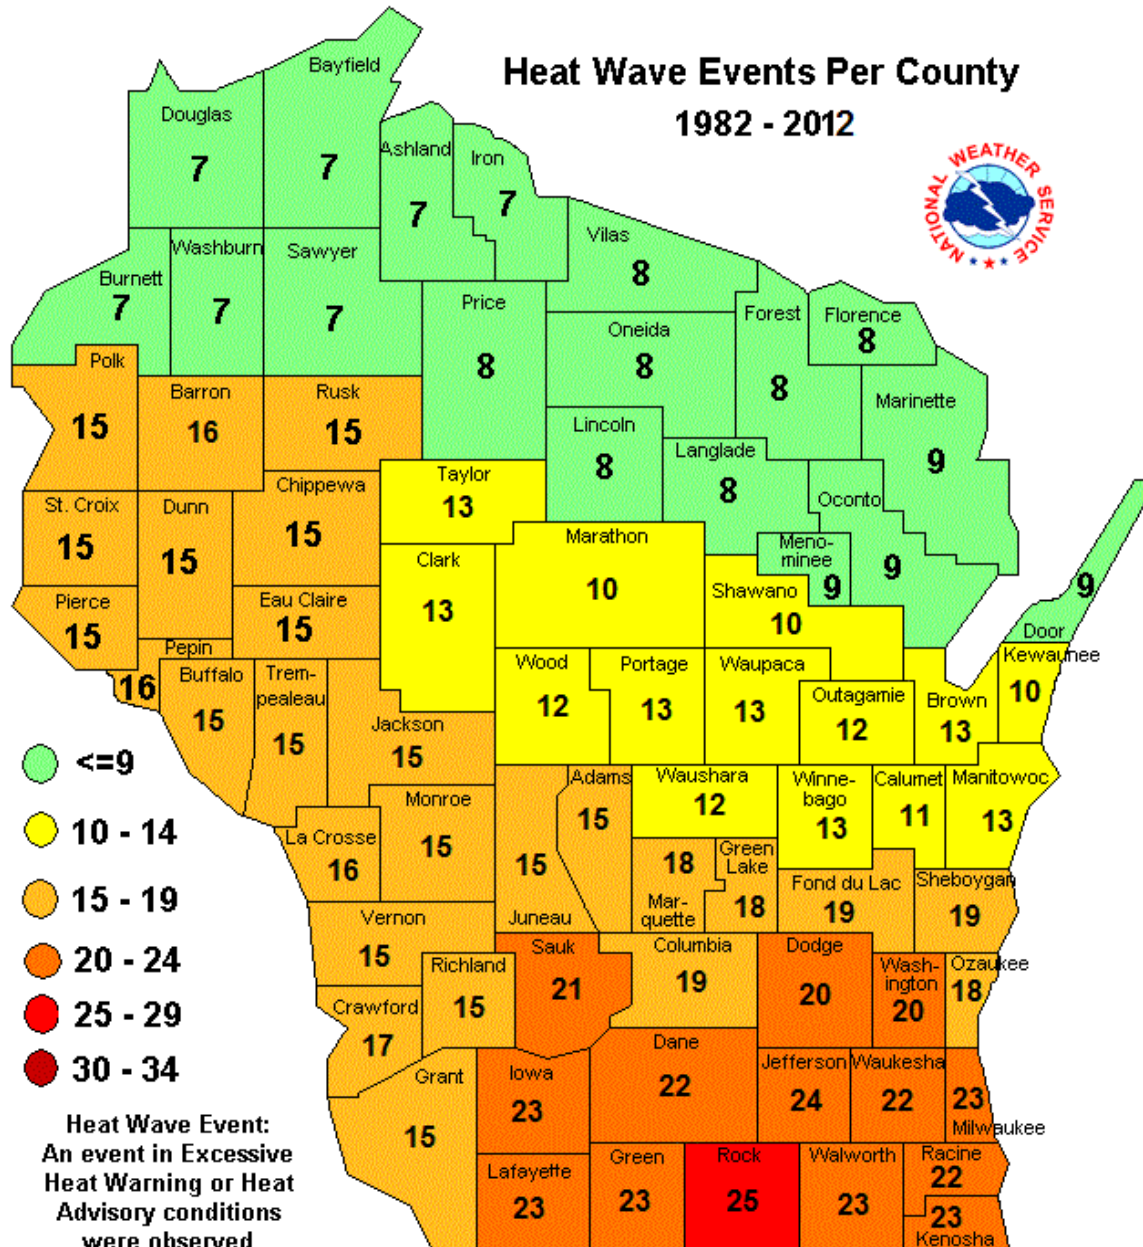 Heat Wave Events Per County
1982 - 2012
NATIONAL WEATHER SERVICE
Bayfield
7
Douglas
7
Ashland
7
Iron
7
Vilas
8
Washburn
7
Sawyer
7
Burnett
7
Price
8
Oneida
8
Forest
8
Florence
8
Polk
15
Barron
16
Rusk
15
Lincoln
8
Langlade
8
Marinette
9
Oconto
9
Taylor
13
Chippewa
15
St. Croix
15
Dunn
15
Clark
13
Marathon
10
Meno-
minee
9
Shawano
10
Door
9
Pierce
15
Eau Claire
15
Pepin
16
Buffalo
15
Trem-
pealeau
15
Jackson
15
Wood
12
Portage
13
Waupaca
13
Outagamie
12
Brown
13
Kewaunee
10
Monroe
15
La Crosse
16
Juneau
15
Adams
15
Waushara
12
Winne-
bago
13
Calumet
11
Manitowoc
13
18
Mar-
quette
Green
Lake
18
Fond du Lac
19
Sheboygan
19
Vernon
15
Richland
15
Sauk
21
Columbia
19
Dodge
20
Wash-
ington
20
Ozaukee
18
Crawford
17
Grant
15
Iowa
23
Dane
22
Jefferson
24
Waukesha
22
23
Milwaukee
Lafayette
23
Green
23
Rock
25
Walworth
23
Racine
22
23
Kenosha
<=9
10 - 14
15 - 19
20 - 24
25 - 29
30 - 34
Heat Wave Event:
An event in Excessive
Heat Warning or Heat
Advisory conditions
were observed